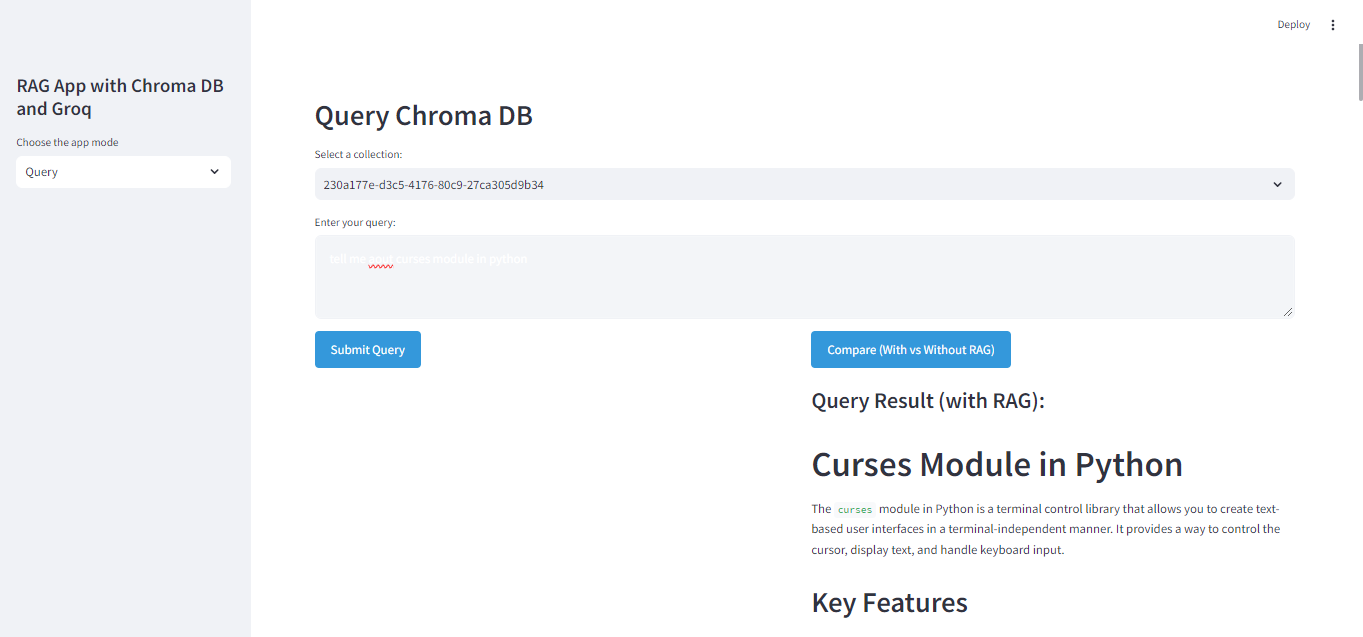 Deploy
RAG App with Chroma DB
and Groq
Choose the app mode
Query
Query Chroma DB
Select a collection:
230a177e-d3c5-4176-80c9-27ca305d9b34
Enter your query:
tell me aout curses module in python
Submit Query
Compare (With vs Without RAG)
Query Result (with RAG):
Curses Module in Python
The curses module in Python is a terminal control library that allows you to create text-
based user interfaces in a terminal-independent manner. It provides a way to control the
cursor, display text, and handle keyboard input.
Key Features